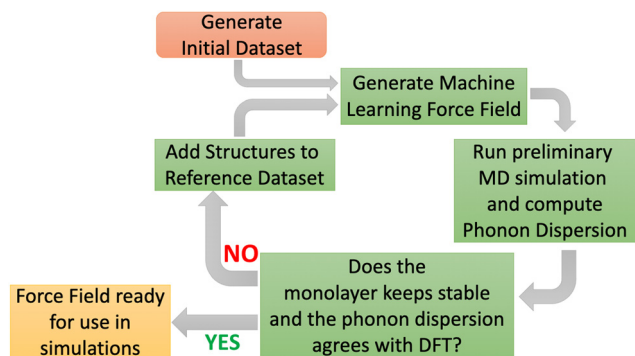 Generate
Initial Dataset
Generate Machine
Learning Force Field
Add Structures to
Reference Dataset
Run preliminary
MD simulation
and compute
Phonon Dispersion
NO
Does the
monolayer keeps stable
and the phonon dispersion
agrees with DFT?
YES
Force Field ready
for use in
simulations